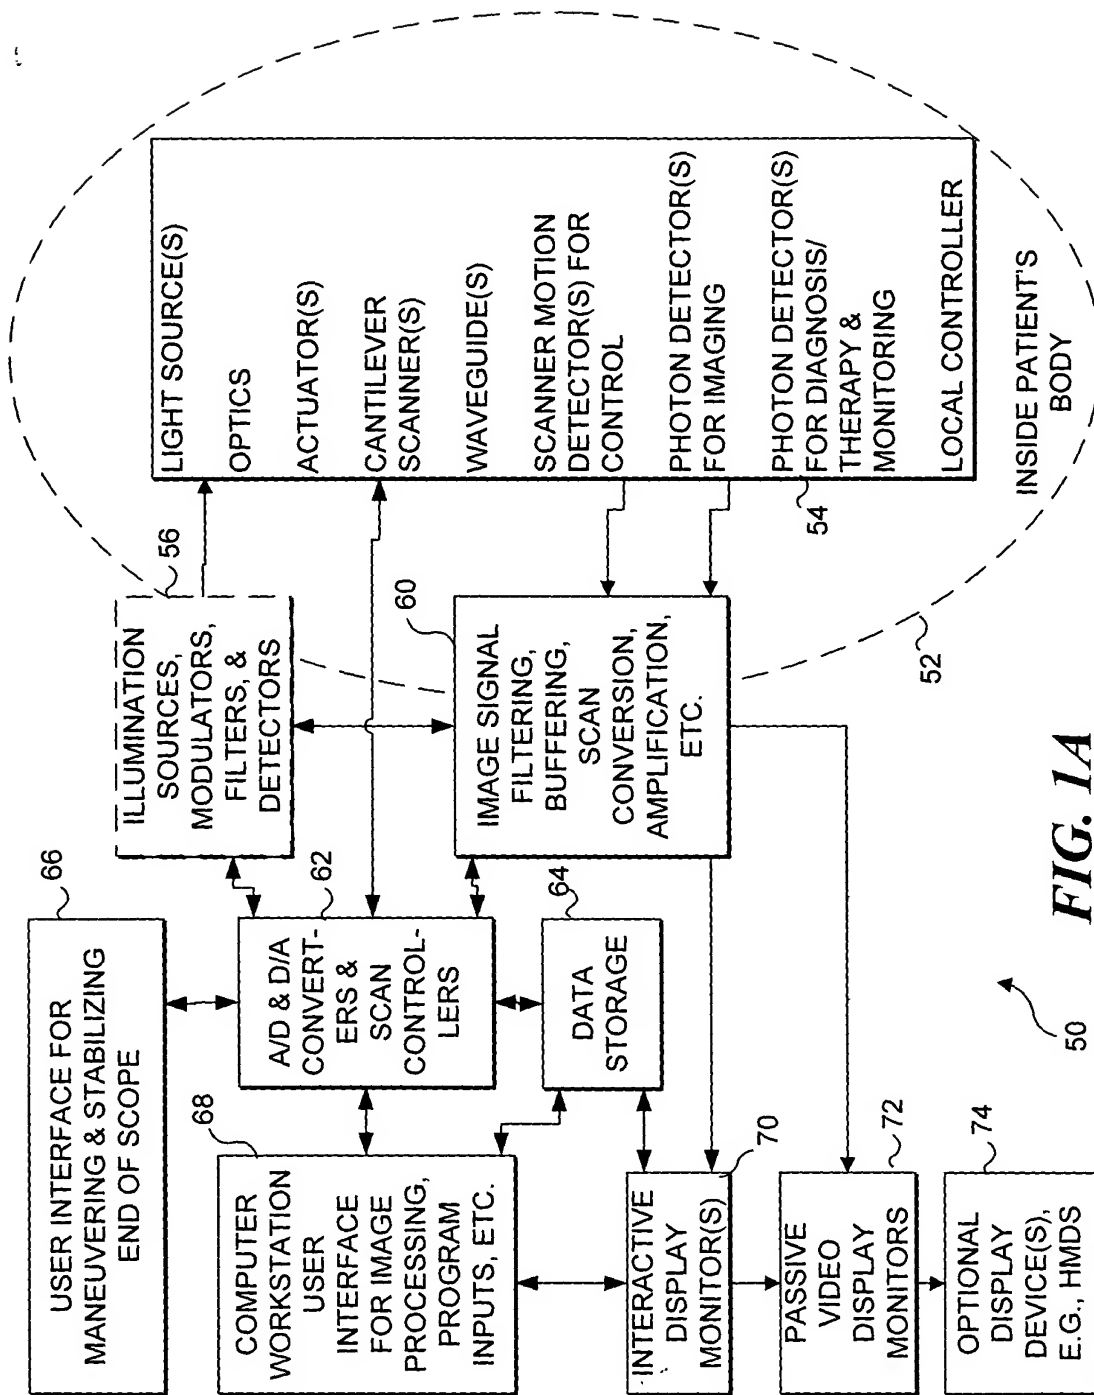 USER INTERFACE FOR
MANEUVERING & STABILIZING
END OF SCOPE
66
COMPUTER
WORKSTATION
USER
INTERFACE
FOR IMAGE
PROCESSING,
PROGRAM
INPUTS, ETC.
68
A/D & D/A
CONVERT-
ERS &
SCAN
CONTROL-
LERS
62
ILLUMINATION
SOURCES,
MODULATORS,
FILTERS, &
DETECTORS
56
DATA
STORAGE
64
IMAGE SIGNAL
FILTERING,
BUFFERING,
SCAN
CONVERSION,
AMPLIFICATION,
ETC.
60
LIGHT SOURCE(S)
OPTICS
ACTUATOR(S)
CANTILEVER
SCANNER(S)
WAVEGUIDE(S)
SCANNER MOTION
DETECTOR(S) FOR
CONTROL
PHOTON DETECTOR(S)
FOR IMAGING
PHOTON DETECTOR(S)
FOR DIAGNOSIS/
THERAPY &
MONITORING
LOCAL CONTROLLER
54
INSIDE PATIENT'S
BODY
52
INTERACTIVE
DISPLAY
MONITOR(S)
70
PASSIVE
VIDEO
DISPLAY
MONITORS
72
OPTIONAL
DISPLAY
DEVICE(S),
E.G., HMDS
74
50
FIG. 1A